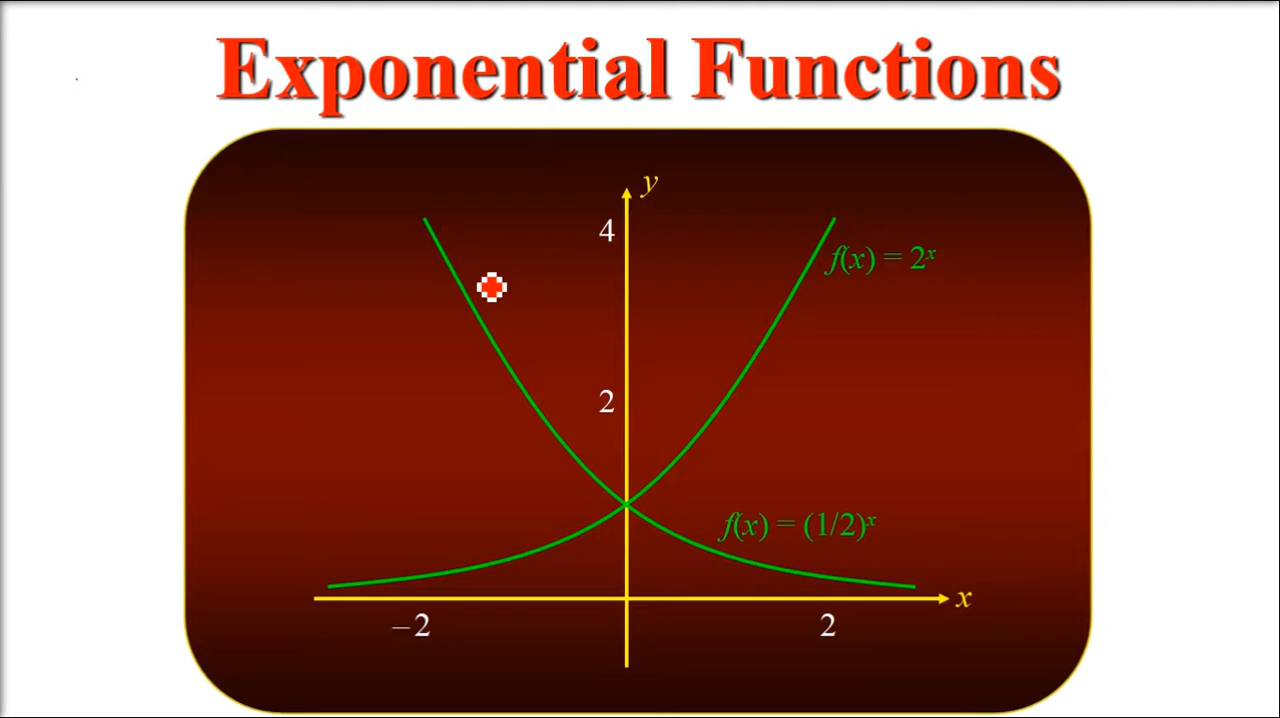 Exponential Functions
y
4
f(x) = 2ˣ
2
f(x) = (1/2)ˣ
x
–2
2